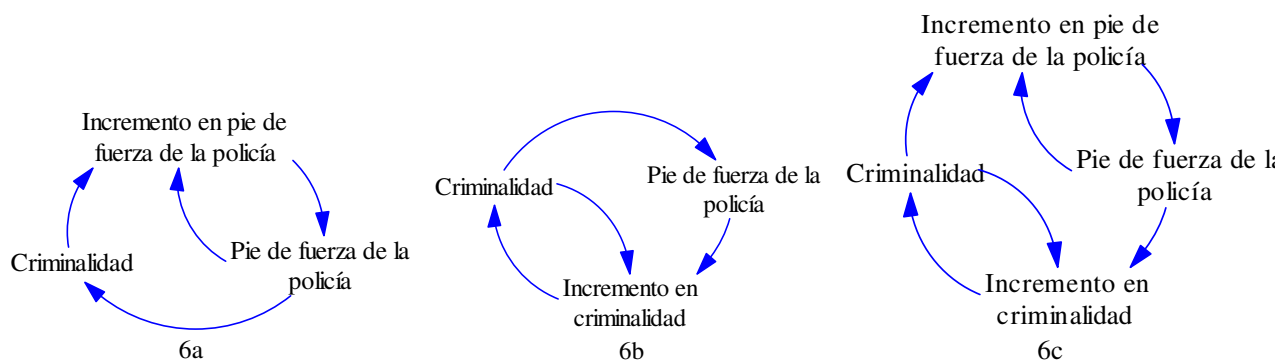 Incremento en pie de
fuerza de la policía
Criminalidad
Pie de fuerza de la
policía
6a
Criminalidad
Pie de fuerza de la
policía
Incremento en
criminalidad
6b
Incremento en pie de
fuerza de la policía
Criminalidad
Pie de fuerza de la
policía
Incremento en
criminalidad
6c